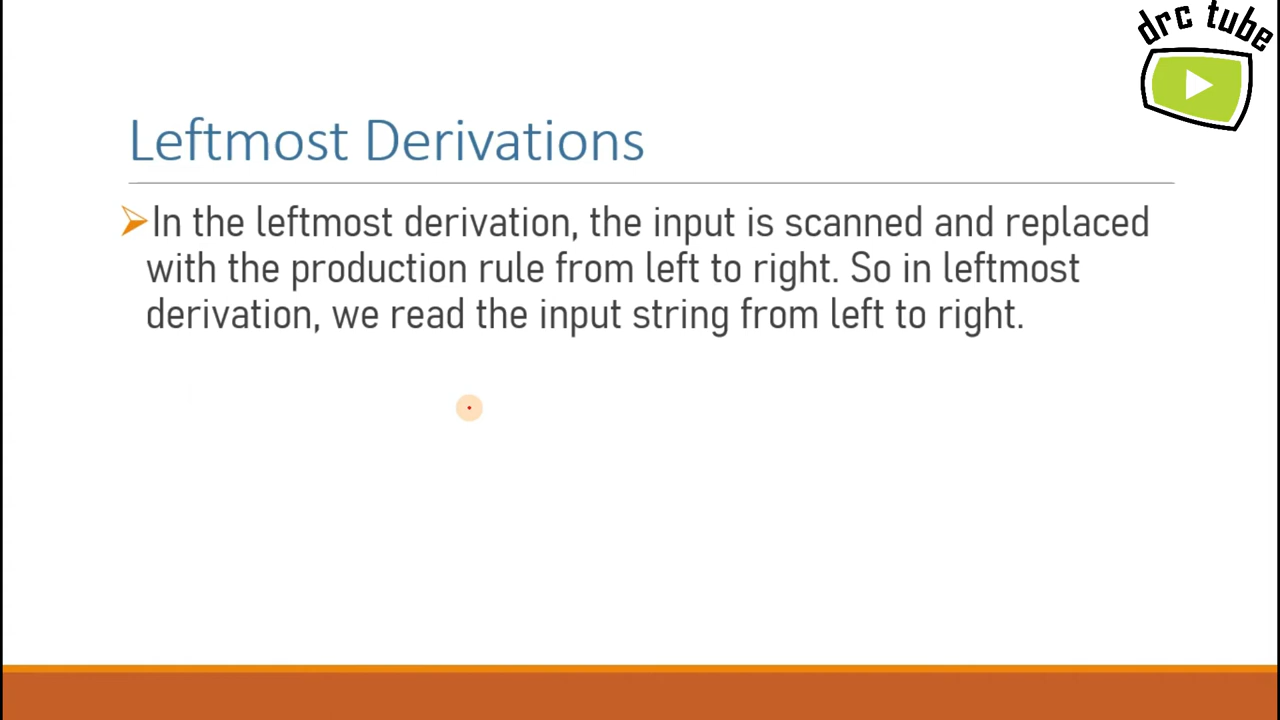 drc tube
Leftmost Derivations
In the leftmost derivation, the input is scanned and replaced
with the production rule from left to right. So in leftmost
derivation, we read the input string from left to right.